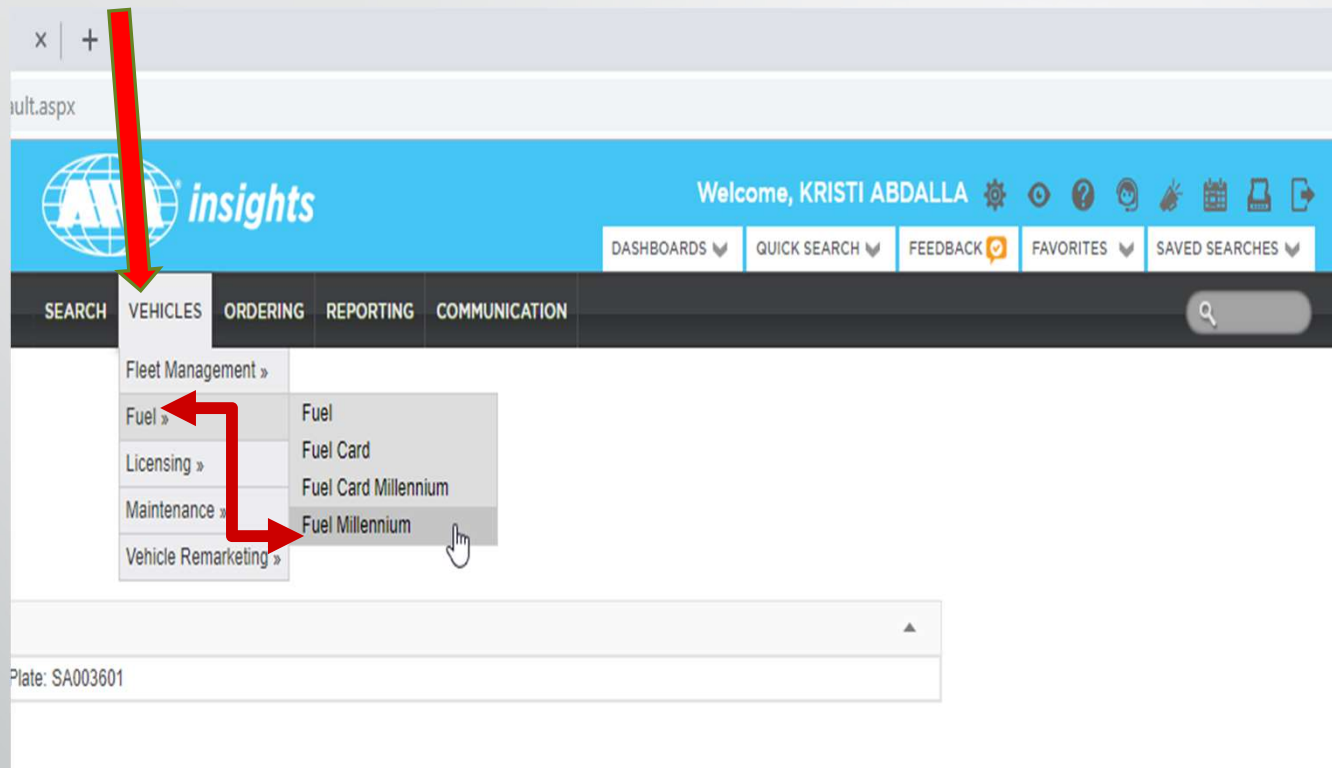 × +
ault.aspx
insights
Welcome, KRISTI ABDALLA
DASHBOARDS QUICK SEARCH FEEDBACK FAVORITES SAVED SEARCHES
SEARCH VEHICLES ORDERING REPORTING COMMUNICATION
Fleet Management »
Fuel »
Licensing »
Maintenance »
Vehicle Remarketing »
Fuel
Fuel Card
Fuel Card Millennium
Fuel Millennium
Plate: SA003601